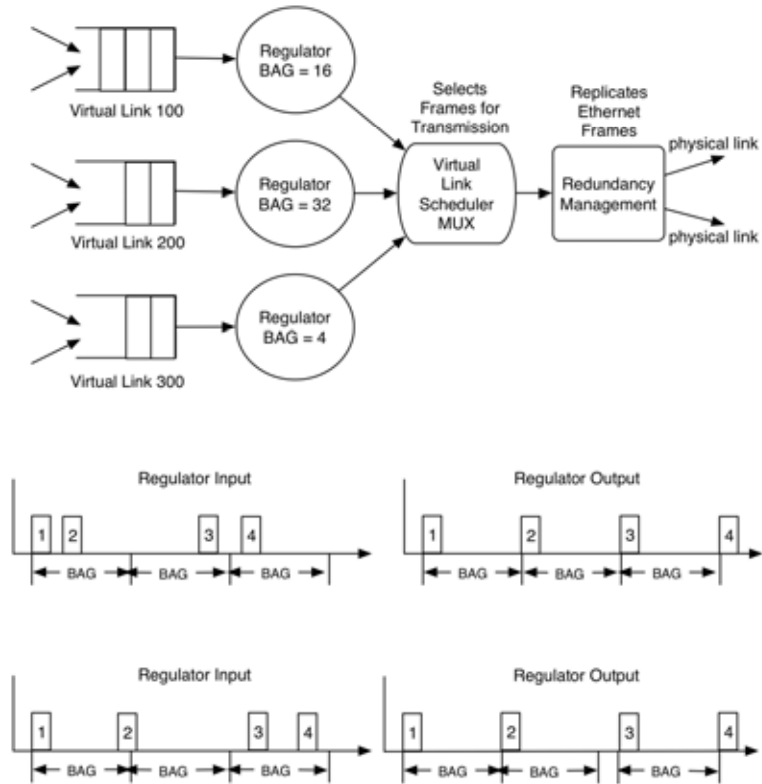 Regulator
BAG = 16
Virtual Link 100
Selects
Frames for
Transmission
Replicates
Ethernet
Frames
physical link
Regulator
BAG = 32
Virtual Link 200
Virtual
Link
Scheduler
MUX
Redundancy
Management
physical link
Regulator
BAG = 4
Virtual Link 300
Regulator Input
1 2 3 4
BAG BAG BAG
Regulator Output
1 2 3 4
BAG BAG BAG
Regulator Input
1 2 3 4
BAG BAG BAG
Regulator Output
1 2 3 4
BAG BAG BAG